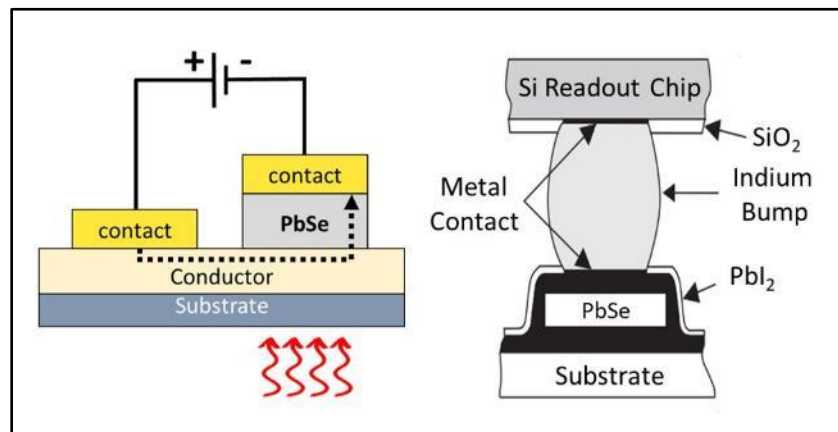 + -
contact
contact
PbSe
Conductor
Substrate
Si Readout Chip
SiO₂
Metal
Contact
Indium
Bump
PbI₂
PbSe
Substrate